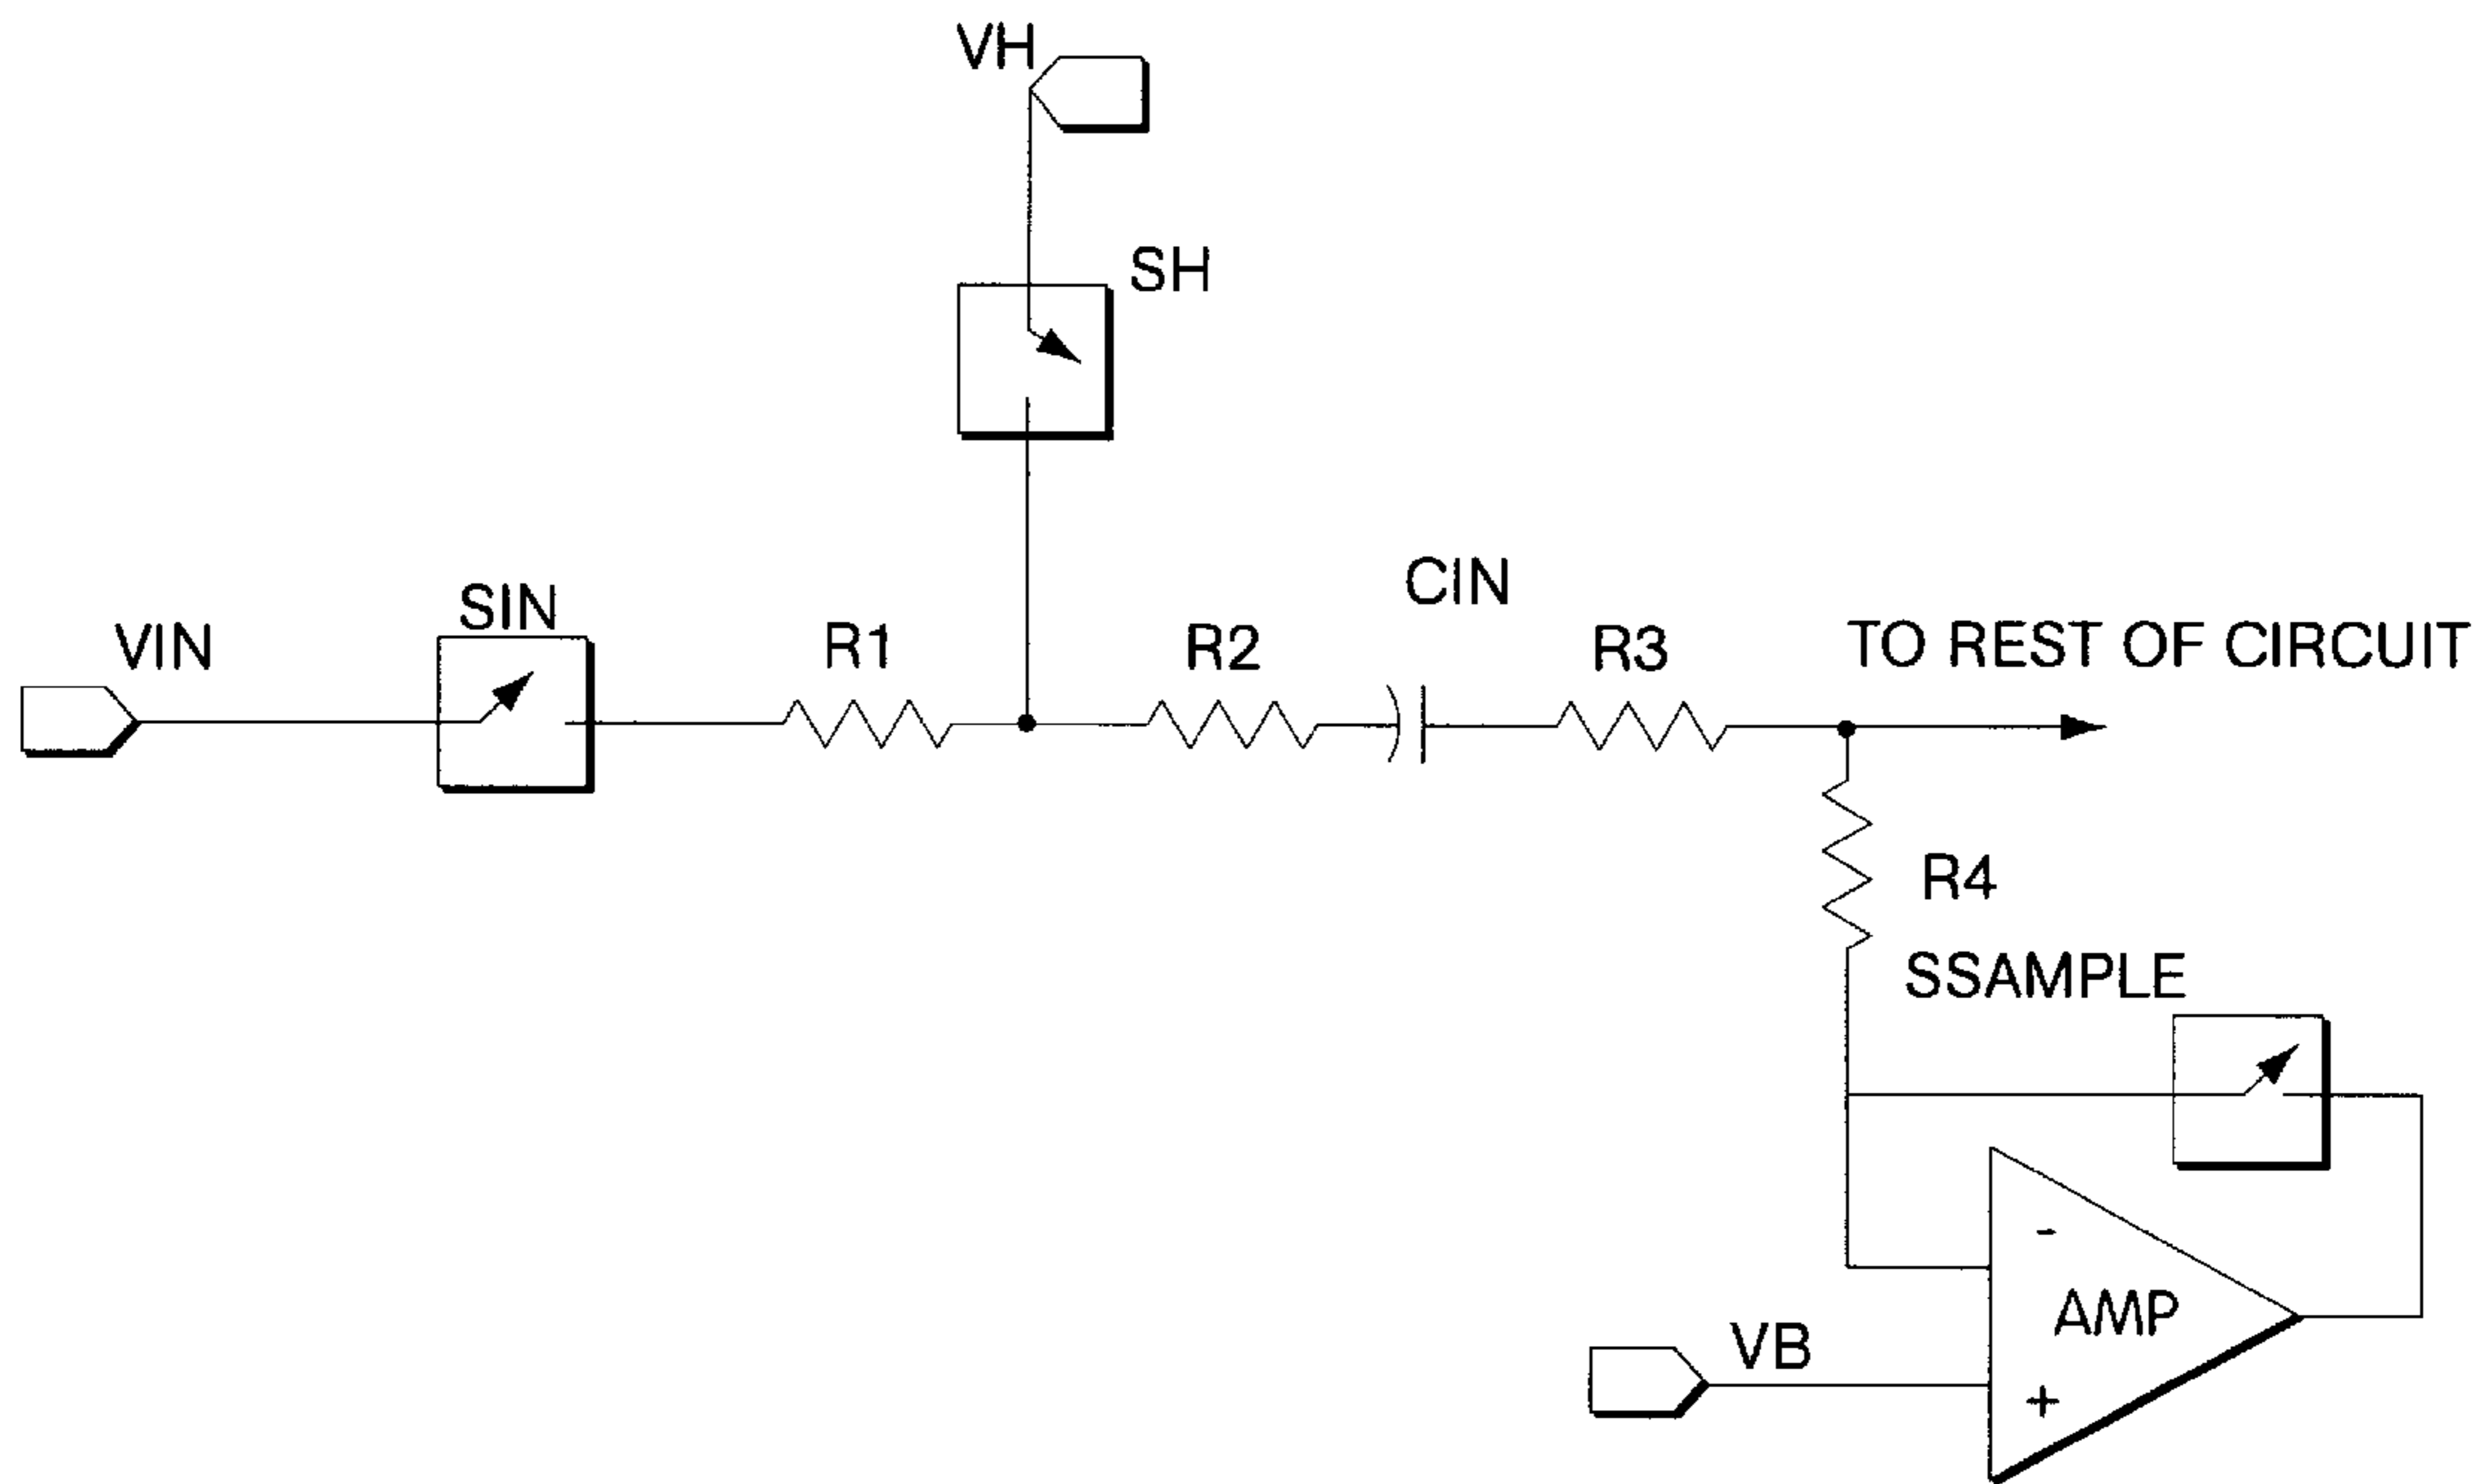 VH
SH
CIN
SIN
VIN
R1
R2
R3
TO REST OF CIRCUIT
R4
SSAMPLE
-
AMP
VB
+